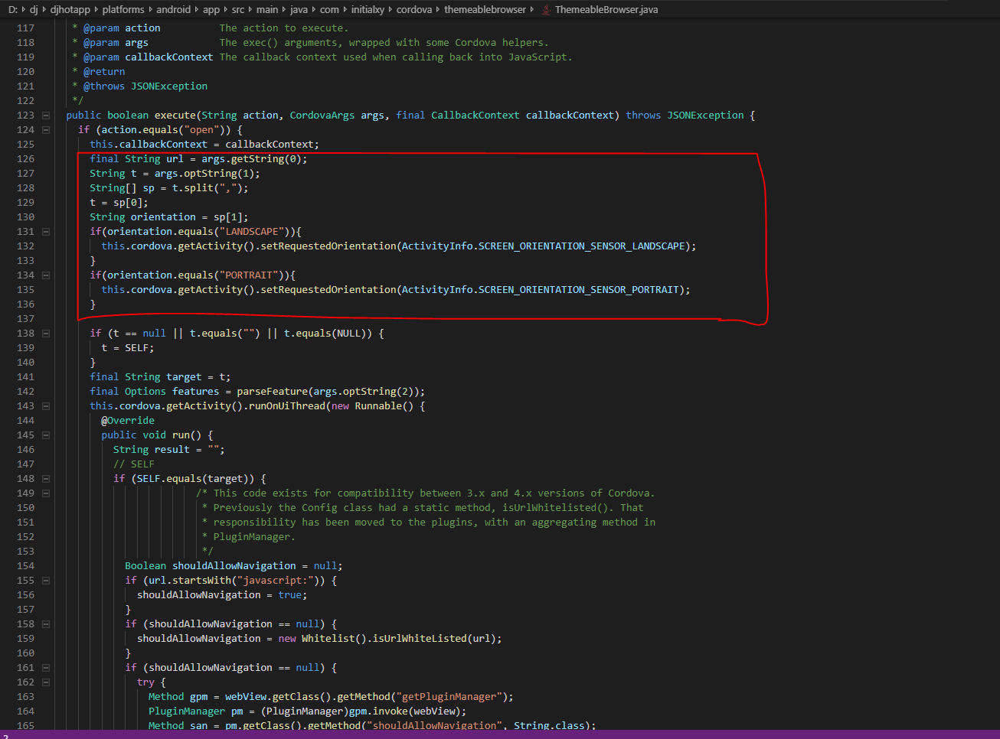 D: › dj › djhotapp › platforms › android › app › src › main › java › com › initialxy › cordova › themeablebrowser › ThemeableBrowser.java
117 * @param action The action to execute.
118 * @param args The exec() arguments, wrapped with some Cordova helpers.
119 * @param callbackContext The callback context used when calling back into JavaScript.
120 * @return
121 * @throws JSONException
122 */
123 public boolean execute(String action, CordovaArgs args, final CallbackContext callbackContext) throws JSONException {
124 if (action.equals("open")) {
125 this.callbackContext = callbackContext;
126 final String url = args.getString(0);
127 String t = args.optString(1);
128 String[] sp = t.split(",");
129 t = sp[0];
130 String orientation = sp[1];
131 if(orientation.equals("LANDSCAPE")){
132 this.cordova.getActivity().setRequestedOrientation(ActivityInfo.SCREEN_ORIENTATION_SENSOR_LANDSCAPE);
133 }
134 if(orientation.equals("PORTRAIT")){
135 this.cordova.getActivity().setRequestedOrientation(ActivityInfo.SCREEN_ORIENTATION_SENSOR_PORTRAIT);
136 }
137
138 if (t == null || t.equals("") || t.equals(NULL)) {
139 t = SELF;
140 }
141 final String target = t;
142 final Options features = parseFeature(args.optString(2));
143 this.cordova.getActivity().runOnUiThread(new Runnable() {
144 @Override
145 public void run() {
146 String result = "";
147 // SELF
148 if (SELF.equals(target)) {
149 /* This code exists for compatibility between 3.x and 4.x versions of Cordova.
150 * Previously the Config class had a static method, isUrlWhitelisted(). That
151 * responsibility has been moved to the plugins, with an aggregating method in
152 * PluginManager.
153 */
154 Boolean shouldAllowNavigation = null;
155 if (url.startsWith("javascript:")) {
156 shouldAllowNavigation = true;
157 }
158 if (shouldAllowNavigation == null) {
159 shouldAllowNavigation = new Whitelist().isUrlWhiteListed(url);
160 }
161 if (shouldAllowNavigation == null) {
162 try {
163 Method gpm = webView.getClass().getMethod("getPluginManager");
164 PluginManager pm = (PluginManager)gpm.invoke(webView);
165 Method san = pm.getClass().getMethod("shouldAllowNavigation", String.class);